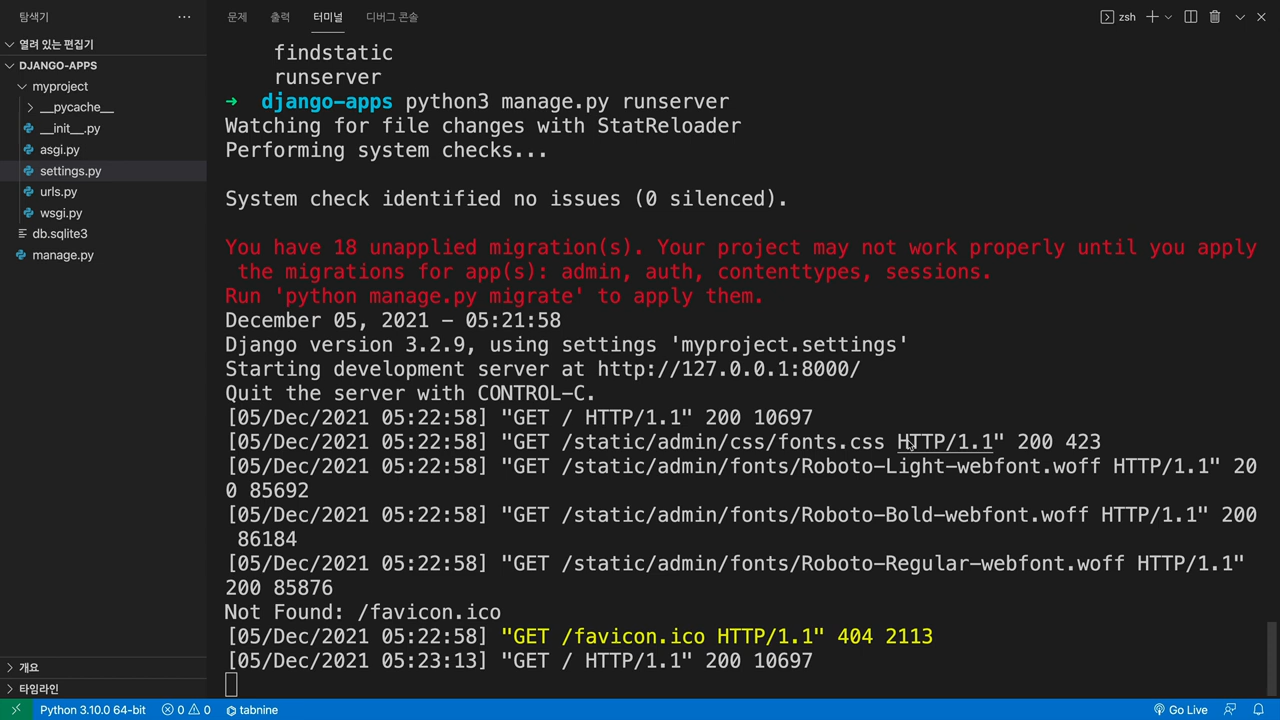 탐색기
···
열려 있는 편집기
DJANGO-APPS
myproject
__pycache__
__init__.py
asgi.py
settings.py
urls.py
wsgi.py
db.sqlite3
manage.py
개요
타임라인
문제 출력 터미널 디버그 콘솔
zsh
findstatic
runserver
➜ django-apps python3 manage.py runserver
Watching for file changes with StatReloader
Performing system checks...
System check identified no issues (0 silenced).
You have 18 unapplied migration(s). Your project may not work properly until you apply
the migrations for app(s): admin, auth, contenttypes, sessions.
Run 'python manage.py migrate' to apply them.
December 05, 2021 - 05:21:58
Django version 3.2.9, using settings 'myproject.settings'
Starting development server at http://127.0.0.1:8000/
Quit the server with CONTROL-C.
[05/Dec/2021 05:22:58] "GET / HTTP/1.1" 200 10697
[05/Dec/2021 05:22:58] "GET /static/admin/css/fonts.css HTTP/1.1" 200 423
[05/Dec/2021 05:22:58] "GET /static/admin/fonts/Roboto-Light-webfont.woff HTTP/1.1" 20
0 85692
[05/Dec/2021 05:22:58] "GET /static/admin/fonts/Roboto-Bold-webfont.woff HTTP/1.1" 200
86184
[05/Dec/2021 05:22:58] "GET /static/admin/fonts/Roboto-Regular-webfont.woff HTTP/1.1"
200 85876
Not Found: /favicon.ico
[05/Dec/2021 05:22:58] "GET /favicon.ico HTTP/1.1" 404 2113
[05/Dec/2021 05:23:13] "GET / HTTP/1.1" 200 10697
Python 3.10.0 64-bit 0 0 tabnine Go Live